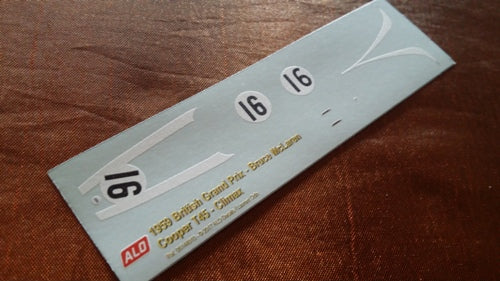 16
16
16
ALO
1959 British Grand Prix - Bruce McLaren
Cooper T45 - Climax